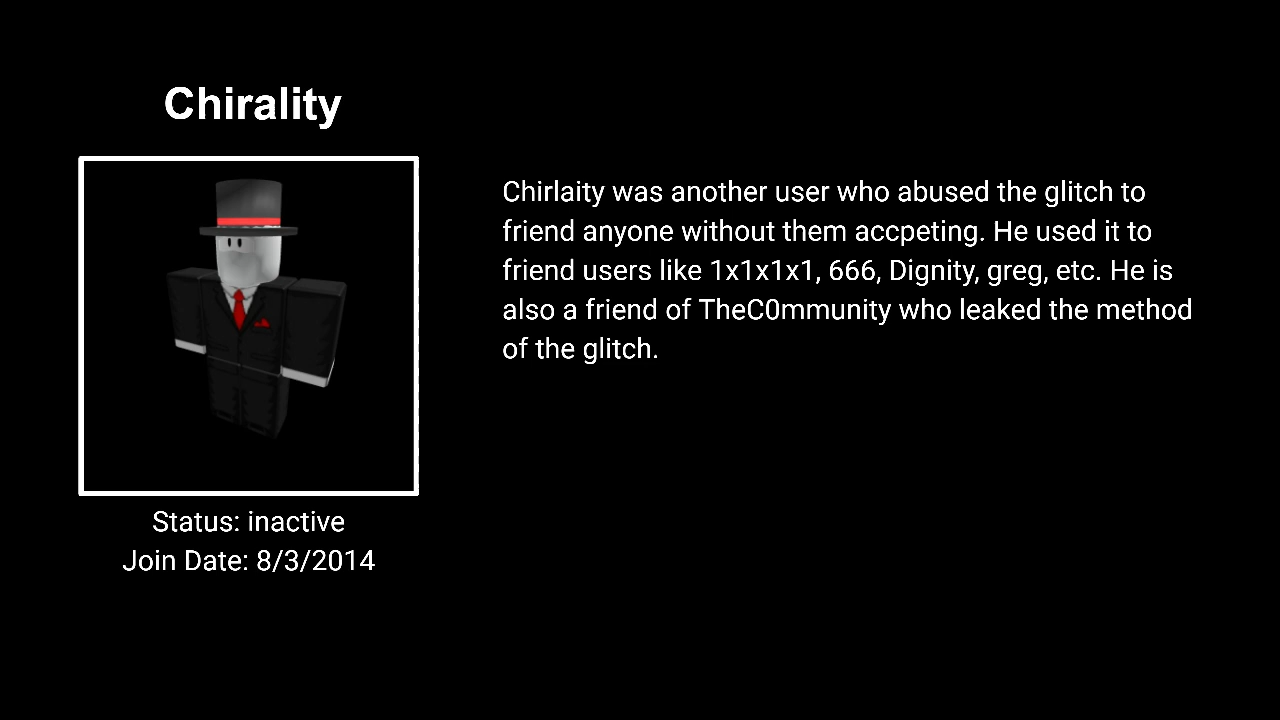 Chirality
Chirlaity was another user who abused the glitch to
friend anyone without them accpeting. He used it to
friend users like 1x1x1x1, 666, Dignity, greg, etc. He is
also a friend of TheC0mmunity who leaked the method
of the glitch.
Status: inactive
Join Date: 8/3/2014